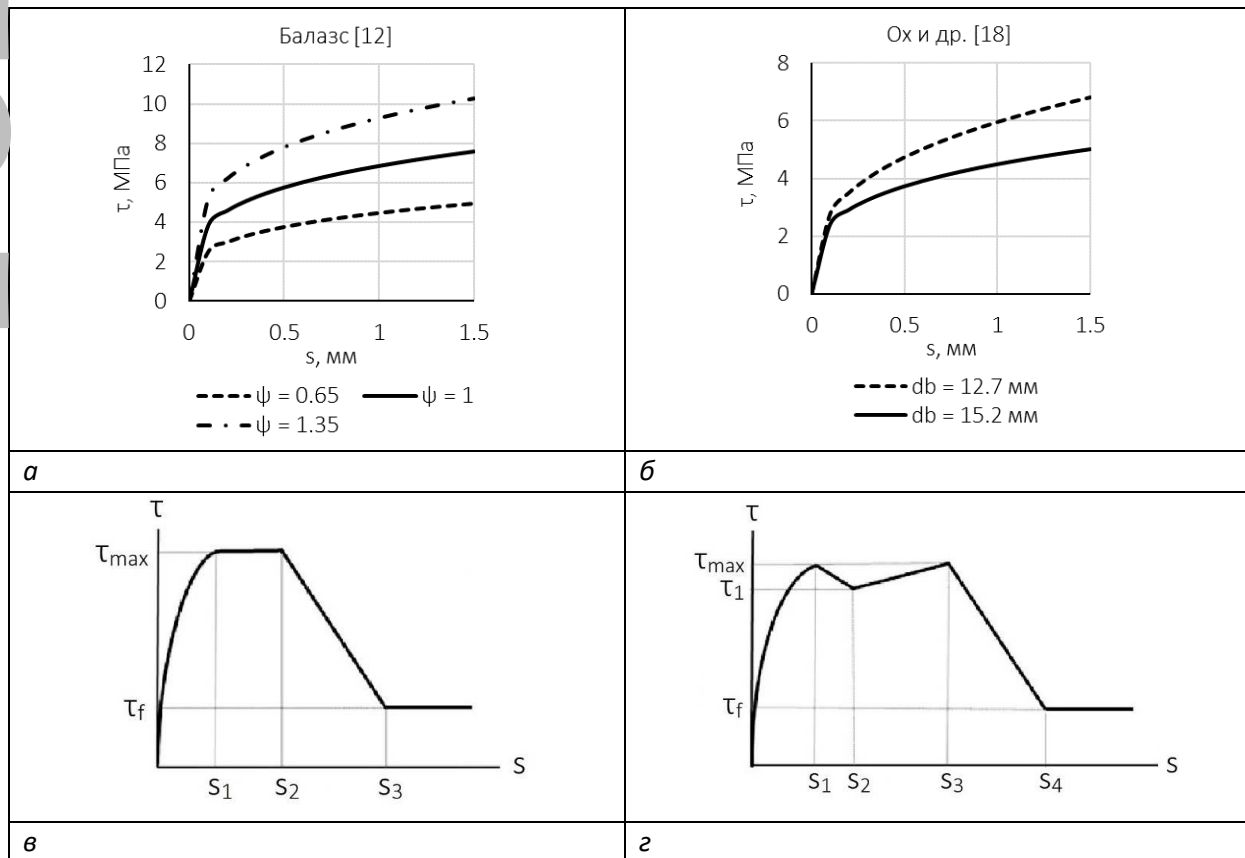 Балазс [12]
12
10
8
6
4
2
0
τ, МПа
0 0.5 1 1.5
s, мм
ψ = 0.65 ψ = 1
ψ = 1.35
а
Ох и др. [18]
8
6
4
2
0
τ, МПа
0 0.5 1 1.5
s, мм
db = 12.7 мм
db = 15.2 мм
б
τ
τmax
τf
s1 s2 s3
s
в
τ
τmax
τ1
τf
s1 s2 s3 s4
s
г